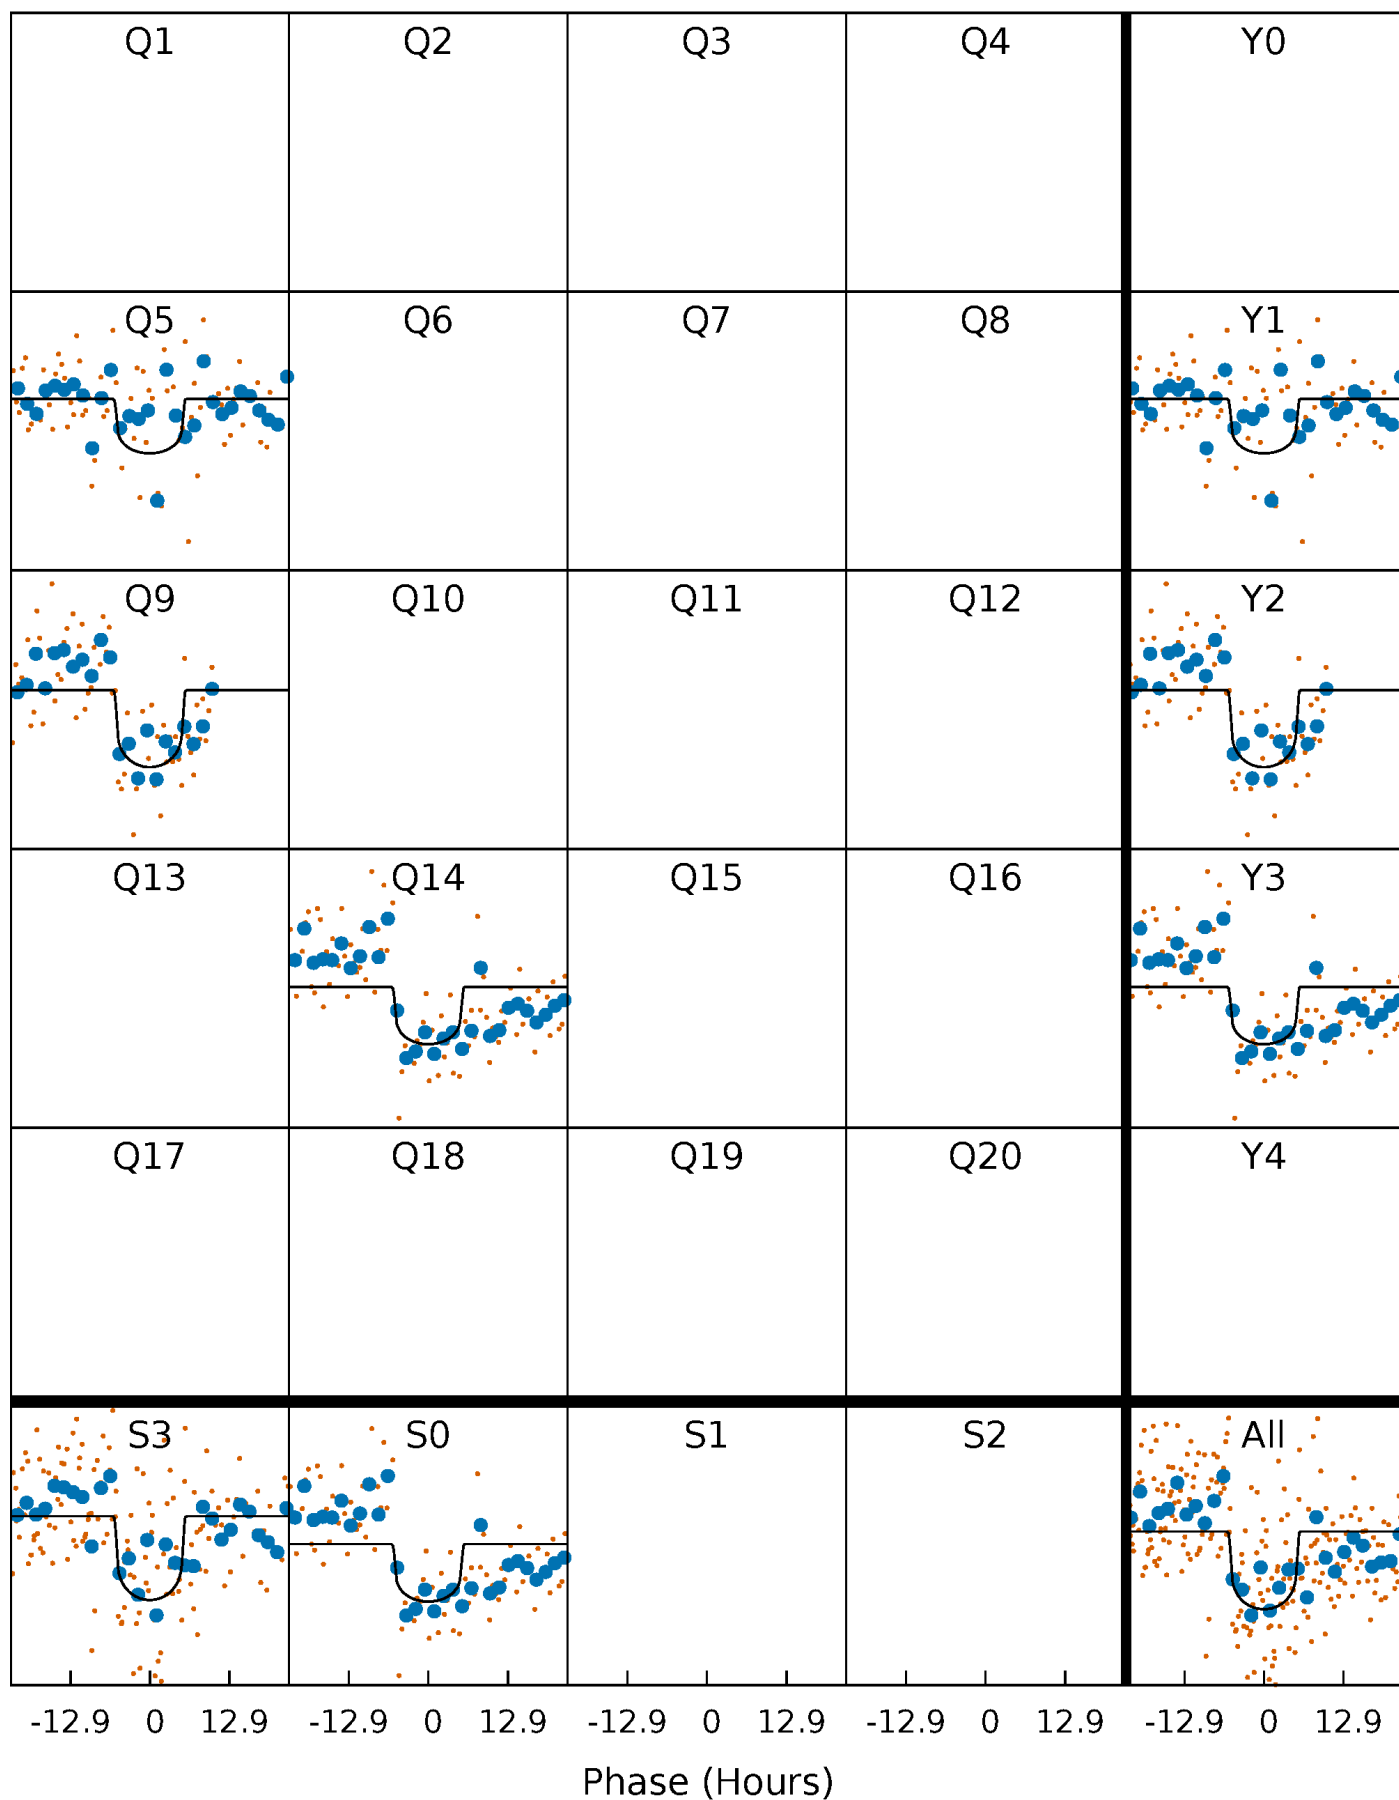 Q1 Q2 Q3 Q4 Y0
Q5 Q6 Q7 Q8 Y1
Q9 Q10 Q11 Q12 Y2
Q13 Q14 Q15 Q16 Y3
Q17 Q18 Q19 Q20 Y4
S3 S0 S1 S2 All
-12.9 0 12.9 -12.9 0 12.9 -12.9 0 12.9 -12.9 0 12.9 -12.9 0 12.9
Phase (Hours)